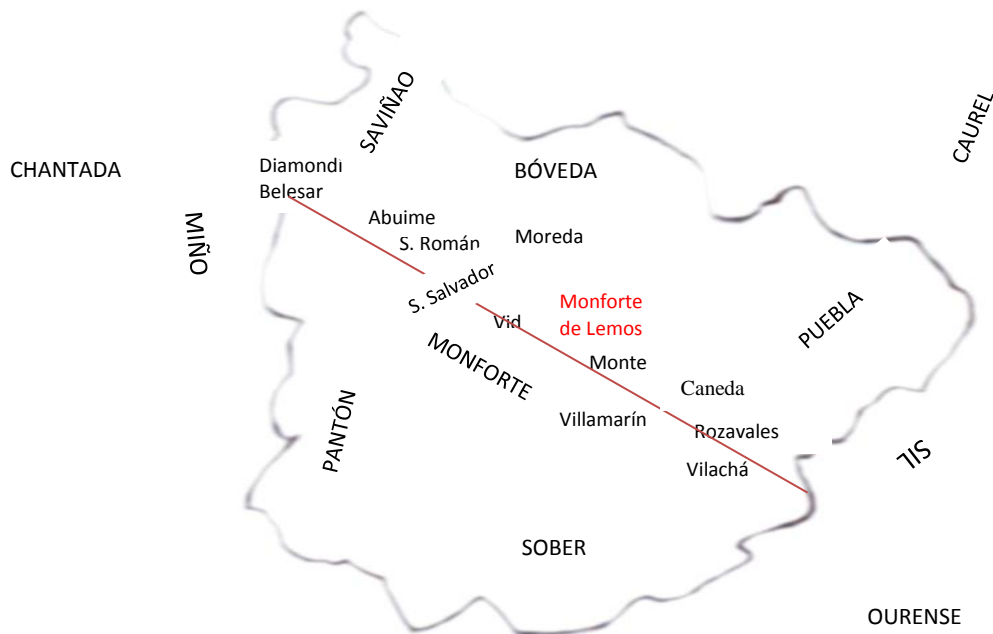 SAVIÑAO
CAUREL
CHANTADA
Diamondi
Belesar
BÓVEDA
MIÑO
Abuime
S. Román
Moreda
S. Salvador
Monforte
de Lemos
Vid
PUEBLA
MONFORTE
Monte
Caneda
PANTÓN
Villamarín
Rozavales
SIL
Vilachá
SOBER
OURENSE